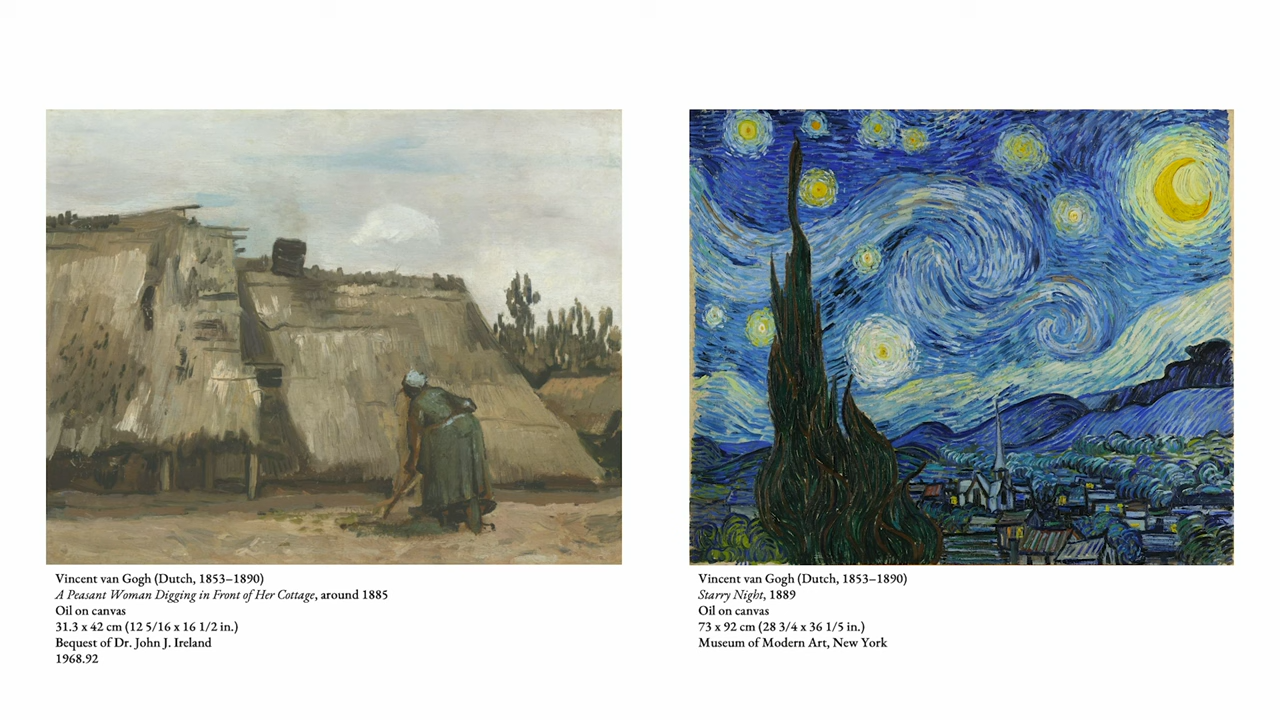 Vincent van Gogh (Dutch, 1853–1890)
A Peasant Woman Digging in Front of Her Cottage, around 1885
Oil on canvas
31.3 x 42 cm (12 5/16 x 16 1/2 in.)
Bequest of Dr. John J. Ireland
1968.92
Vincent van Gogh (Dutch, 1853–1890)
Starry Night, 1889
Oil on canvas
73 x 92 cm (28 3/4 x 36 1/5 in.)
Museum of Modern Art, New York